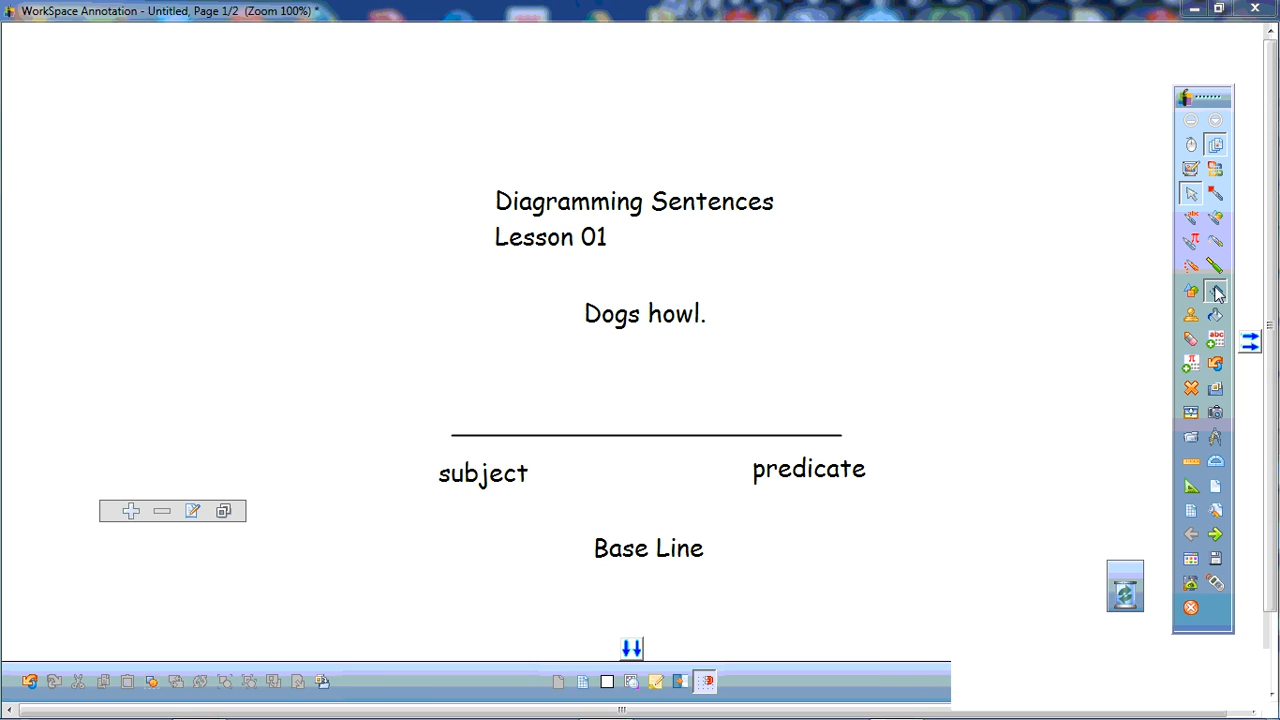 WorkSpace Annotation - Untitled, Page 1/2 (Zoom 100%) *
Diagramming Sentences
Lesson 01
Dogs howl.
subject predicate
Base Line